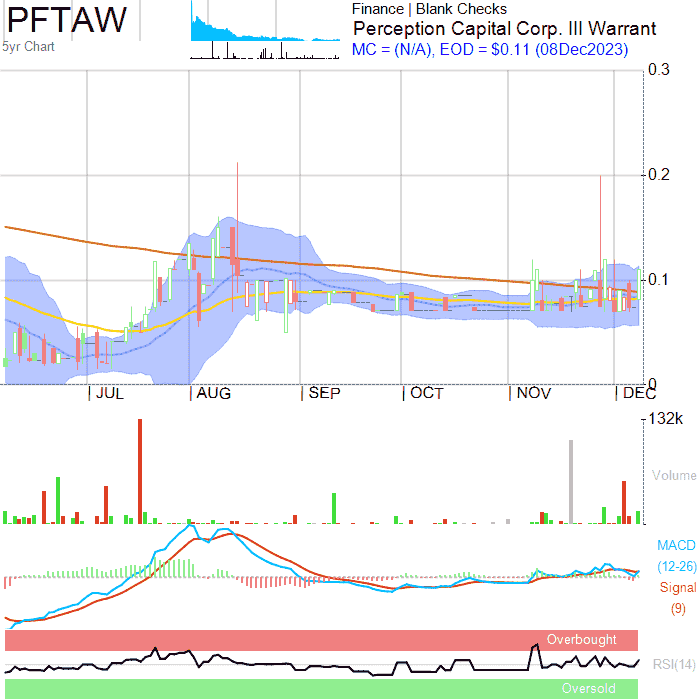 PFTAW
5yr Chart
Finance | Blank Checks
Perception Capital Corp. III Warrant
MC = (N/A), EOD = $0.11 (08Dec2023)
0.3
0.2
0.1
0
JUL AUG SEP OCT NOV DEC
132k
Volume
MACD
(12-26)
Signal
(9)
Overbought
RSI(14)
Oversold